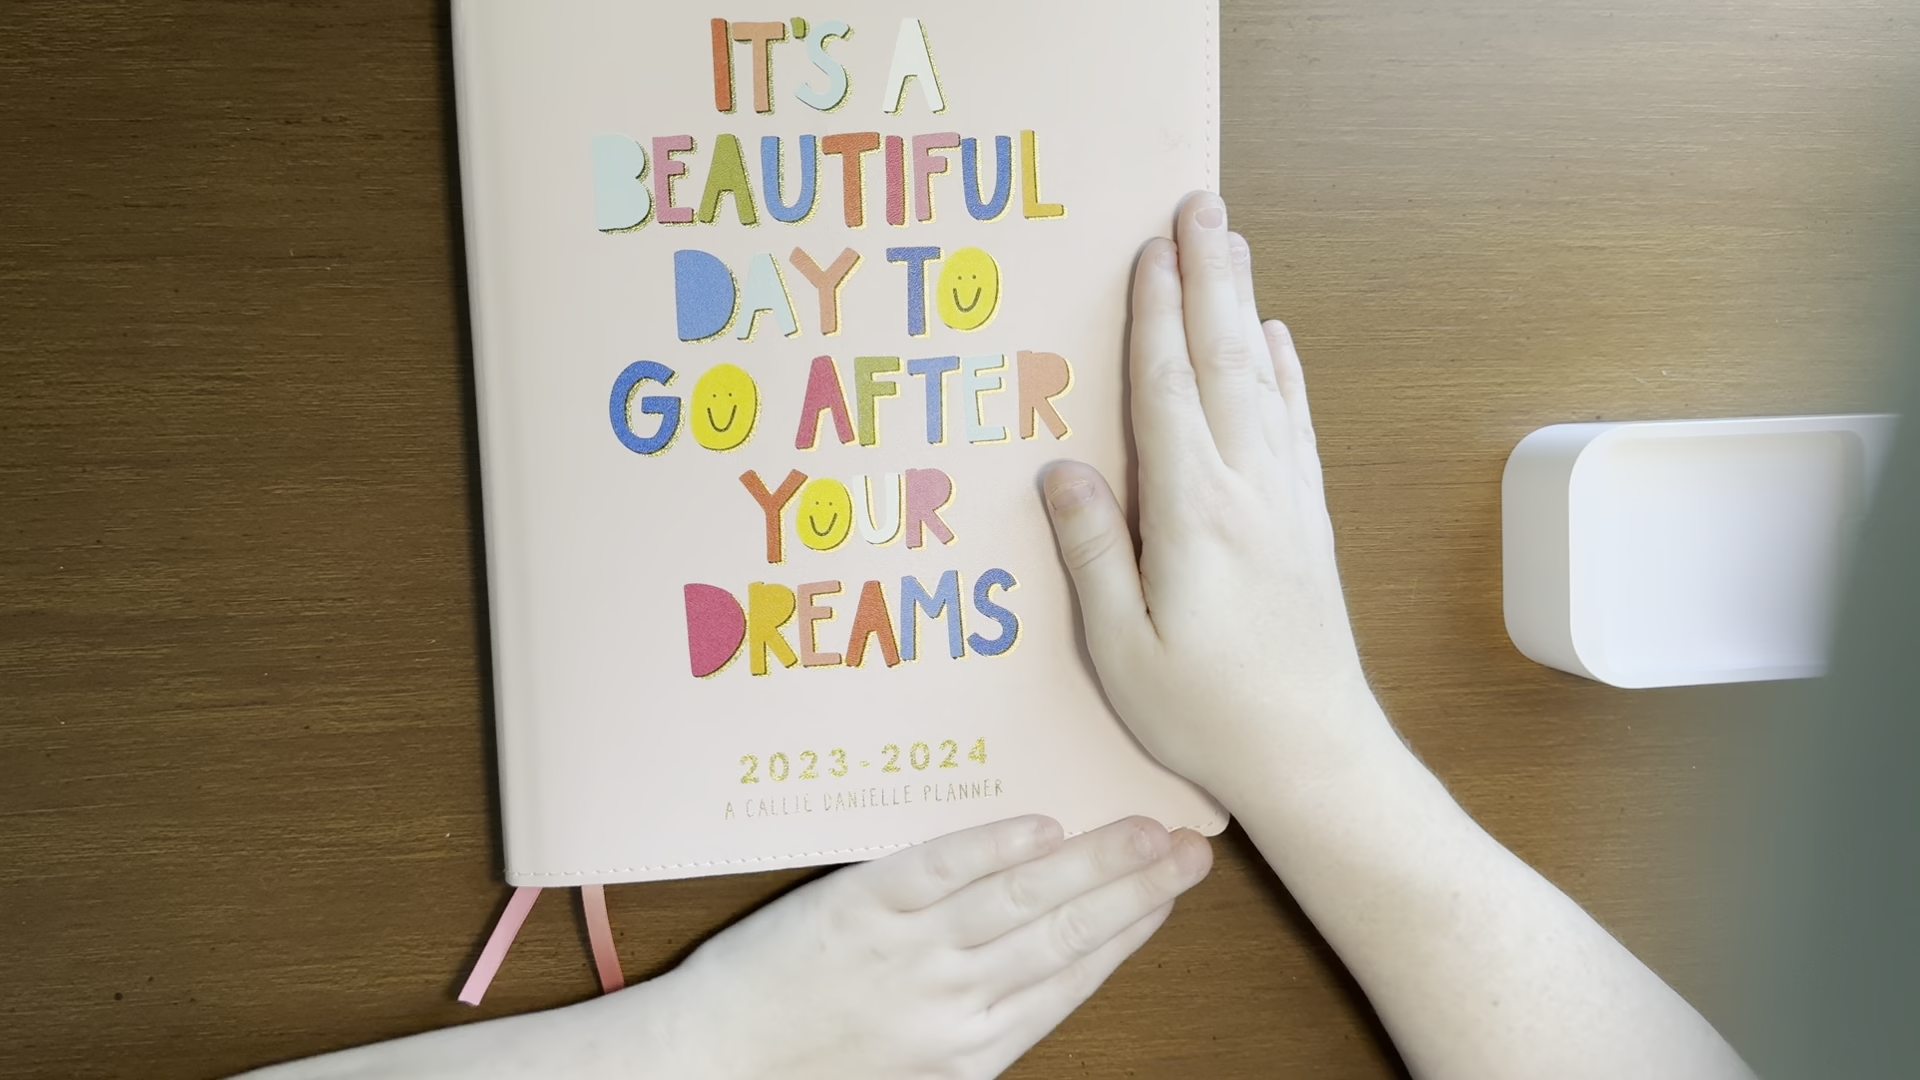 IT'S A
BEAUTIFUL
DAY TO
GO AFTER
YOUR
DREAMS
2023-2024
A CALLIE DANIELLE PLANNER